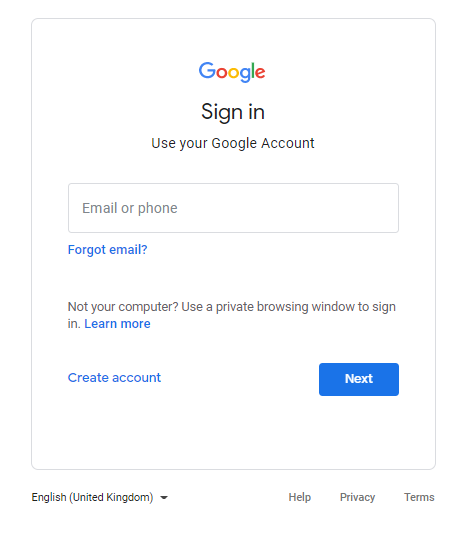 Google
Sign in
Use your Google Account
Email or phone
Forgot email?
Not your computer? Use a private browsing window to sign
in. Learn more
Create account
Next
English (United Kingdom)
Help
Privacy
Terms